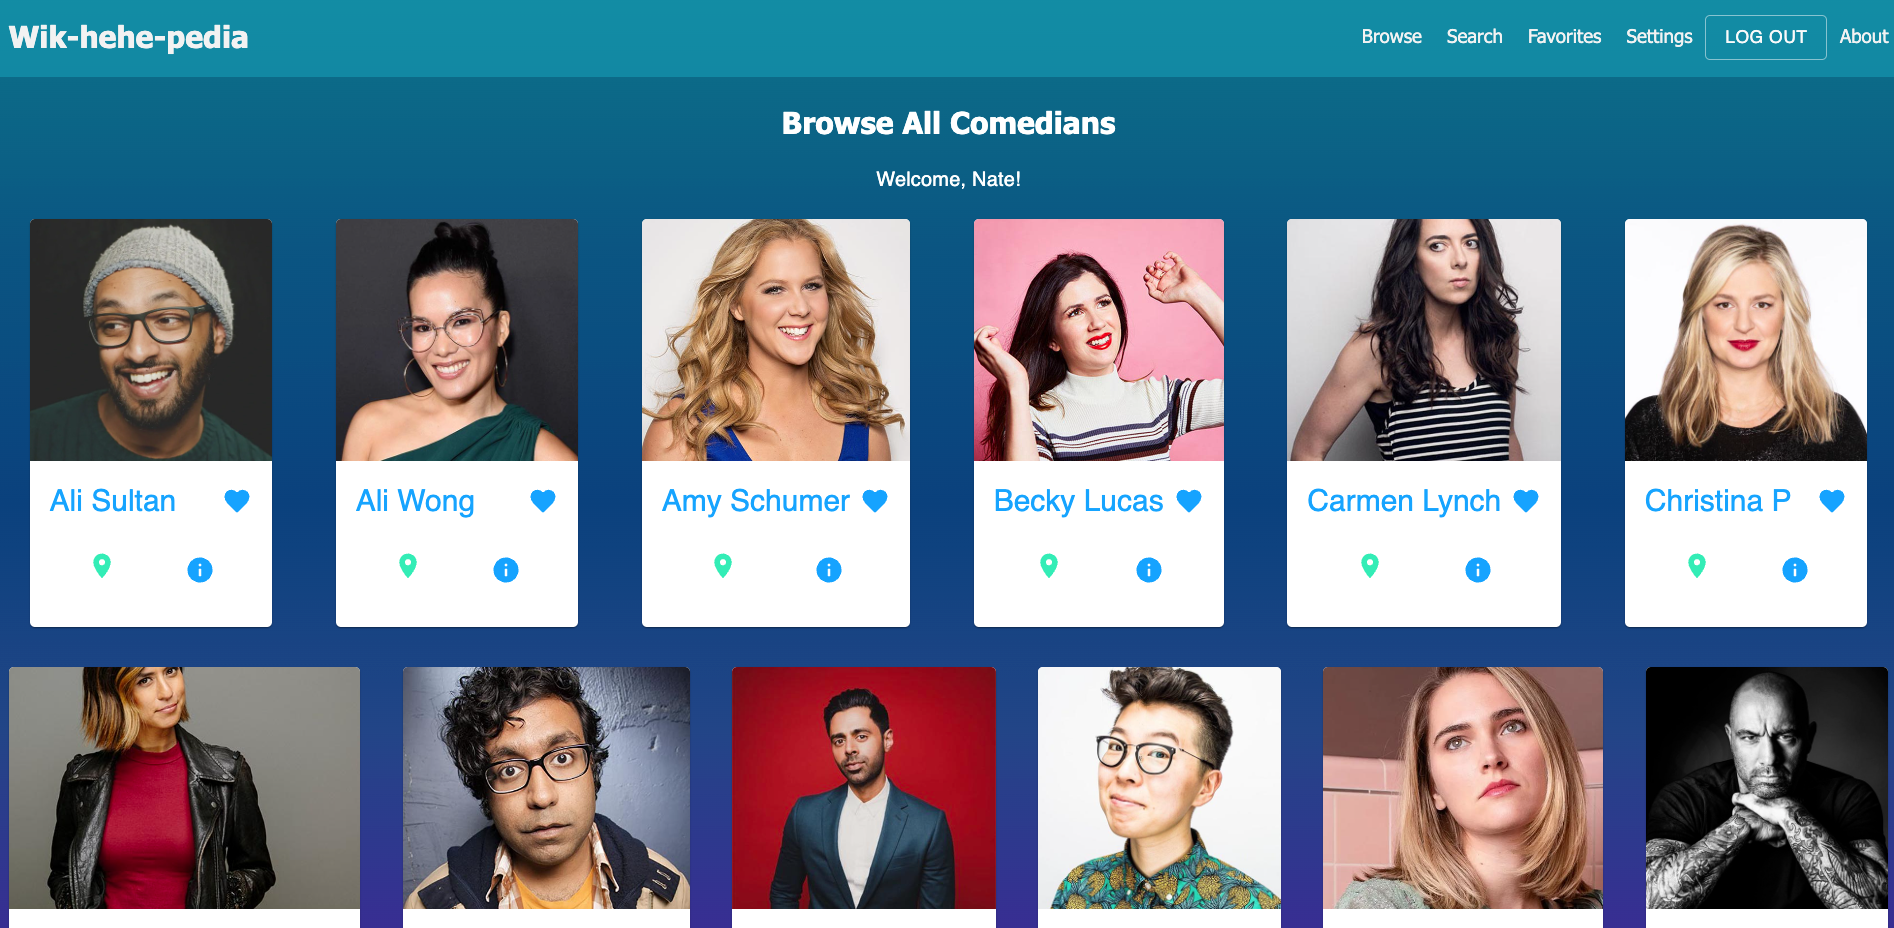 Wik-hehe-pedia
Browse Search Favorites Settings LOG OUT About
Browse All Comedians
Welcome, Nate!
Ali Sultan
Ali Wong
Amy Schumer
Becky Lucas
Carmen Lynch
Christina P